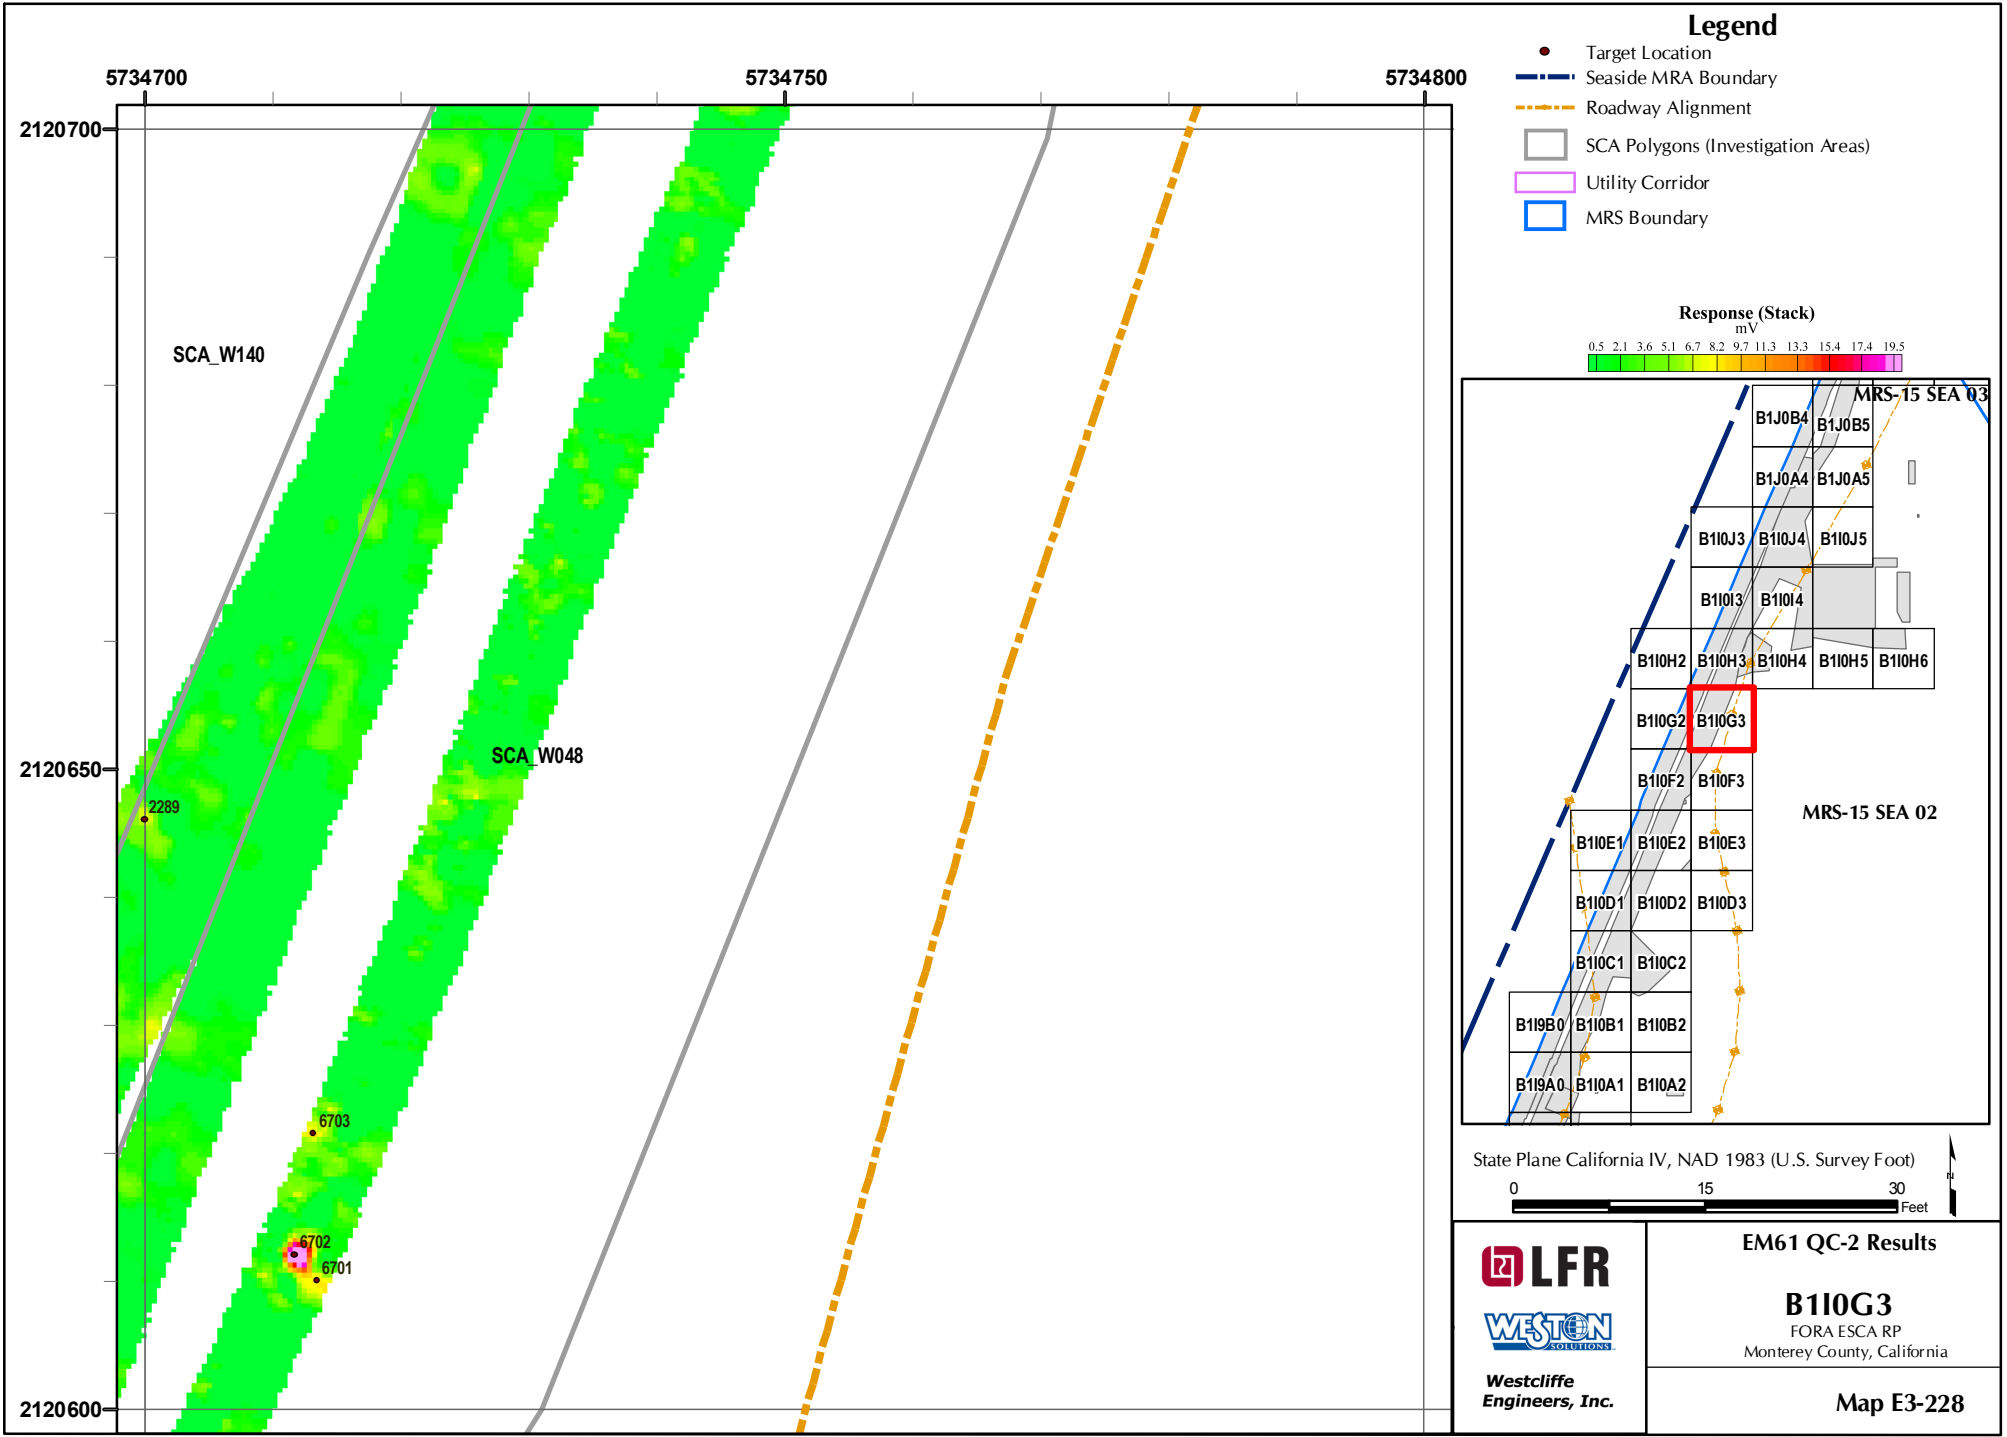 5734700
5734750
5734800
2120700
2120650
2120600
SCA_W140
SCA_W048
2289
6703
6702
6701
Legend
Target Location
Seaside MRA Boundary
Roadway Alignment
SCA Polygons (Investigation Areas)
Utility Corridor
MRS Boundary
Response (Stack)
mV
0.5 2.1 3.6 5.1 6.7 8.2 9.7 11.3 13.3 15.4 17.4 19.5
MRS-15 SEA 03
B1J0B4 B1J0B5
B1J0A4 B1J0A5
B1I0J3 B1I0J4 B1I0J5
B1I0I3 B1I0I4
B1I0H2 B1I0H3 B1I0H4 B1I0H5 B1I0H6
B1I0G2 B1I0G3
B1I0F2 B1I0F3
MRS-15 SEA 02
B1I0E1 B1I0E2 B1I0E3
B1I0D1 B1I0D2 B1I0D3
B1I0C1 B1I0C2
B1I9B0 B1I0B1 B1I0B2
B1I9A0 B1I0A1 B1I0A2
State Plane California IV, NAD 1983 (U.S. Survey Foot)
0 15 30
Feet
N
LFR
WESTON
SOLUTIONS
Westcliffe
Engineers, Inc.
EM61 QC-2 Results
B1I0G3
FORA ESCA RP
Monterey County, California
Map E3-228